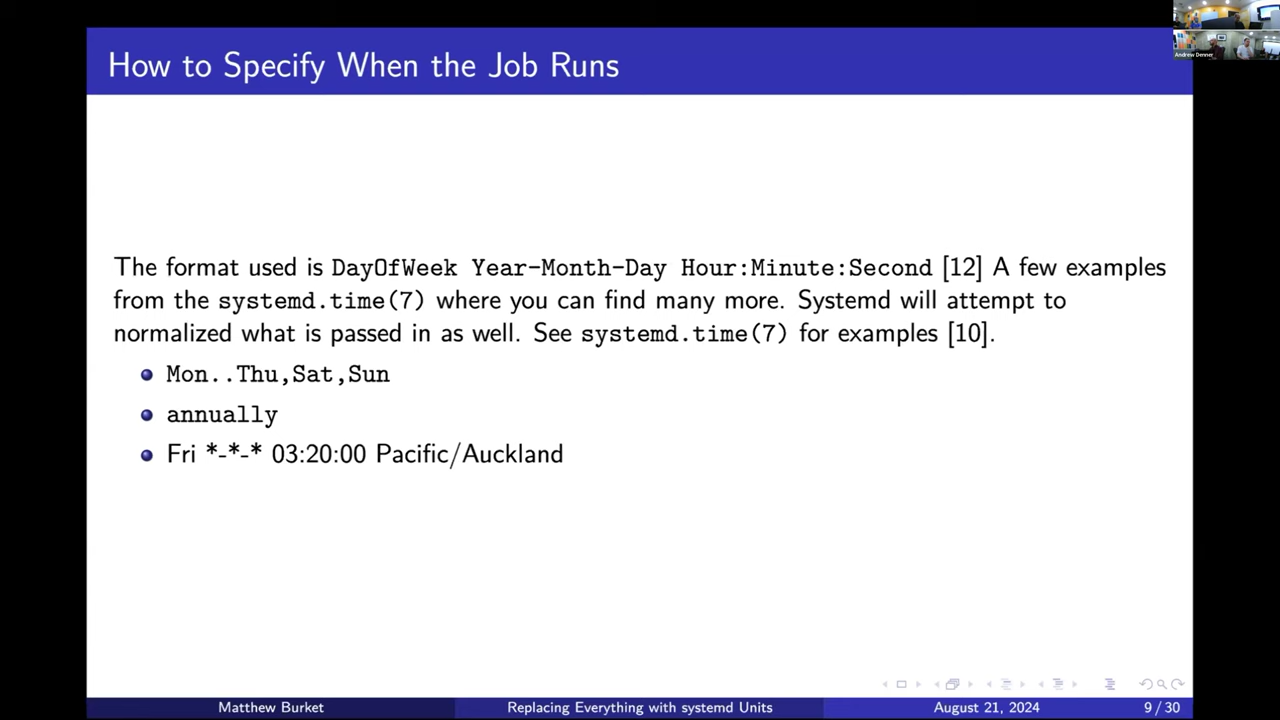 Andrew Denner
How to Specify When the Job Runs
The format used is DayOfWeek Year-Month-Day Hour:Minute:Second [12] A few examples
from the systemd.time(7) where you can find many more. Systemd will attempt to
normalized what is passed in as well. See systemd.time(7) for examples [10].
Mon..Thu,Sat,Sun
annually
Fri *-*-* 03:20:00 Pacific/Auckland
Matthew Burket
Replacing Everything with systemd Units
August 21, 2024
9 / 30